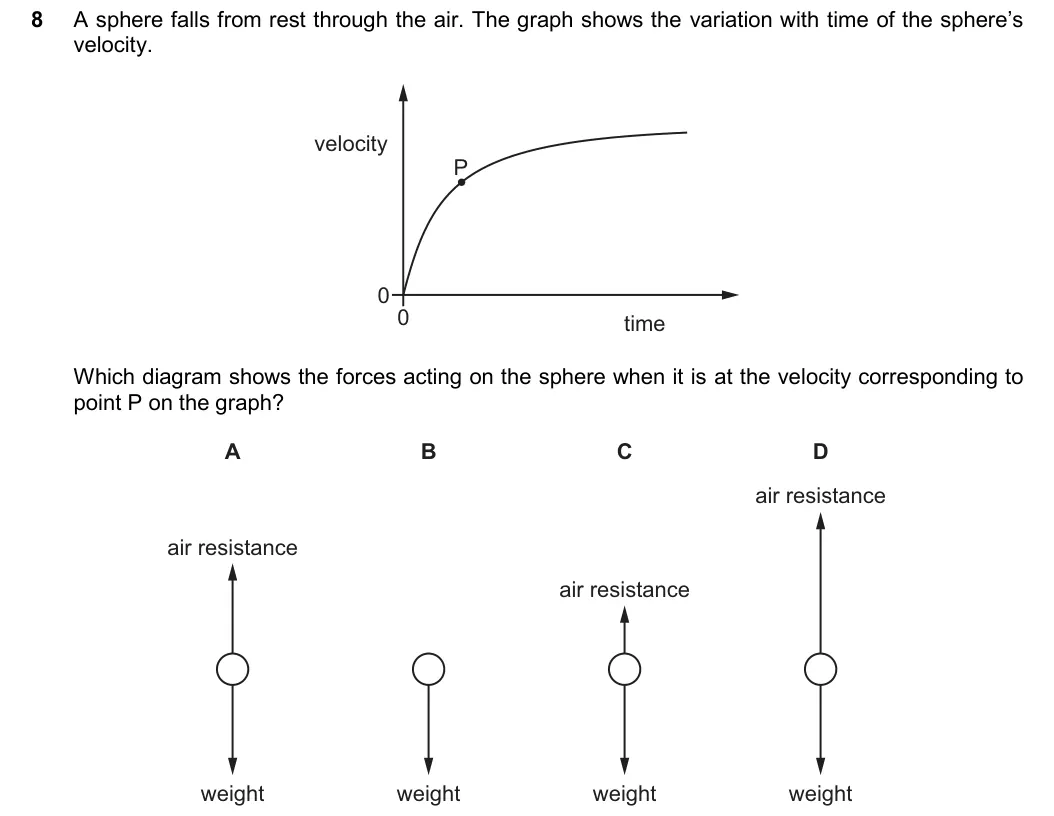 8 A sphere falls from rest through the air. The graph shows the variation with time of the sphere's
velocity.
velocity
P
0
0
time
Which diagram shows the forces acting on the sphere when it is at the velocity corresponding to
point P on the graph?
A B C D
air resistance
air resistance
air resistance
weight weight weight weight